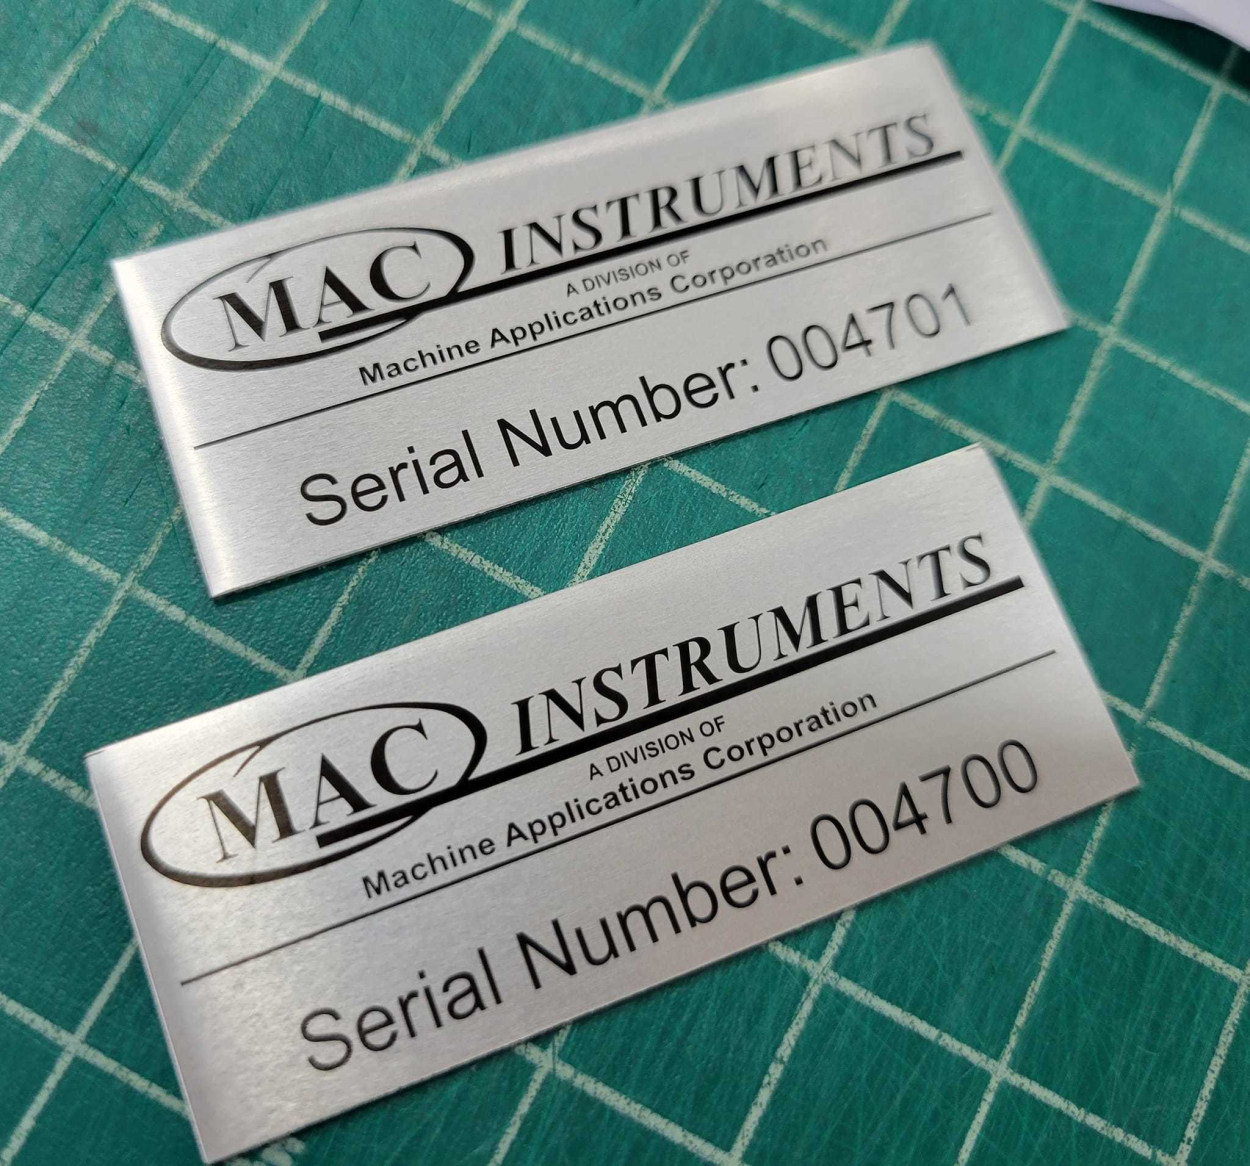 MAC INSTRUMENTS
A DIVISION OF
Machine Applications Corporation
Serial Number: 004701
MAC INSTRUMENTS
A DIVISION OF
Machine Applications Corporation
Serial Number: 004700